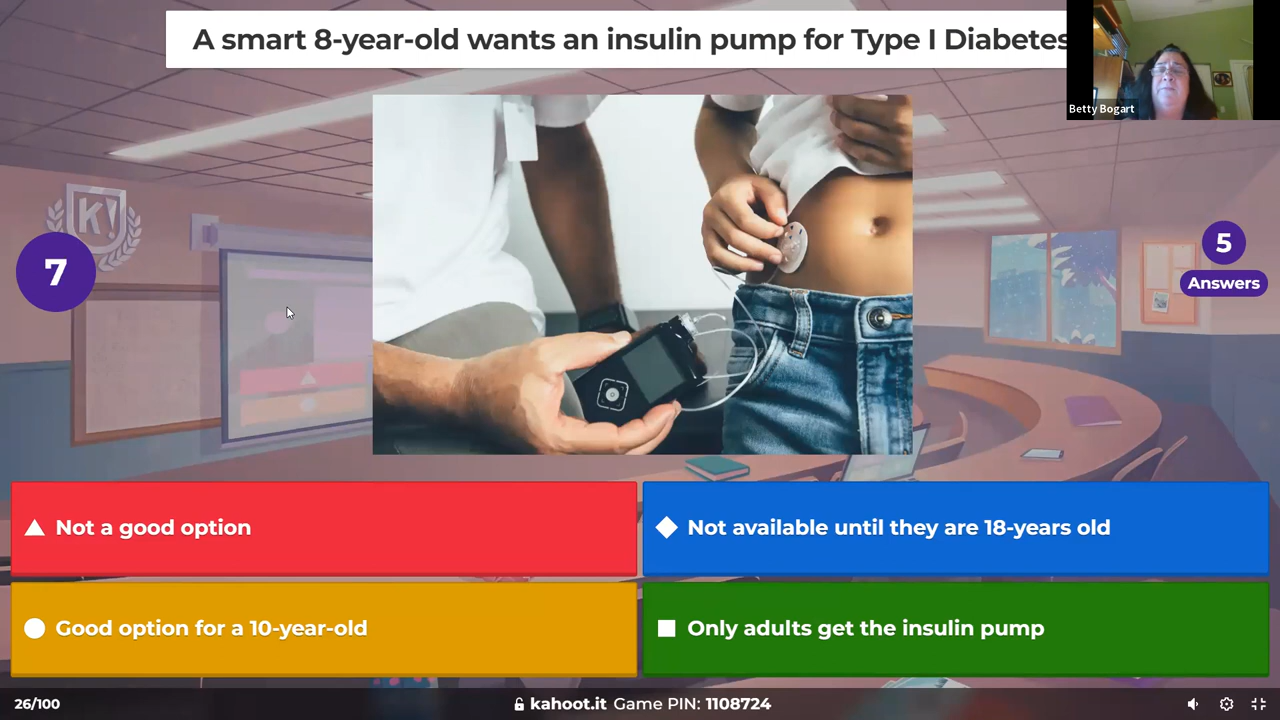 A smart 8-year-old wants an insulin pump for Type I Diabetes
Betty Bogart
K!
7
5
Answers
Not a good option
Not available until they are 18-years old
Good option for a 10-year-old
Only adults get the insulin pump
26/100
kahoot.it Game PIN: 1108724